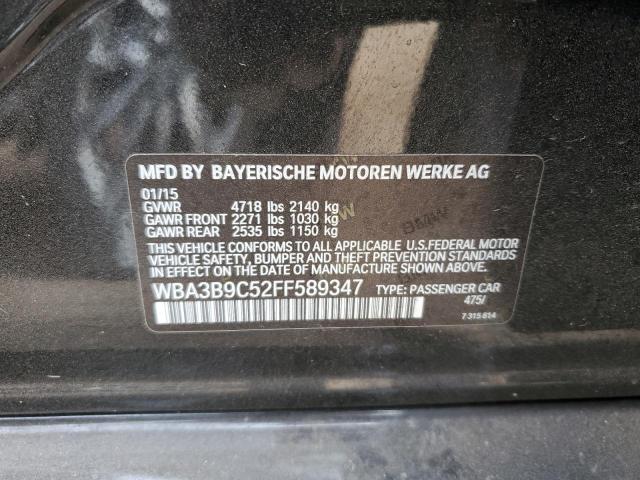 MFD BY BAYERISCHE MOTOREN WERKE AG
01/15
GVWR 4718 lbs 2140 kg
GAWR FRONT 2271 lbs 1030 kg
GAWR REAR 2535 lbs 1150 kg
THIS VEHICLE CONFORMS TO ALL APPLICABLE U.S. FEDERAL MOTOR
VEHICLE SAFETY, BUMPER AND THEFT PREVENTION STANDARDS
IN EFFECT ON THE DATE OF MANUFACTURE SHOWN ABOVE.
WBA3B9C52FF589347 TYPE: PASSENGER CAR
475/
7 315 814
BMW